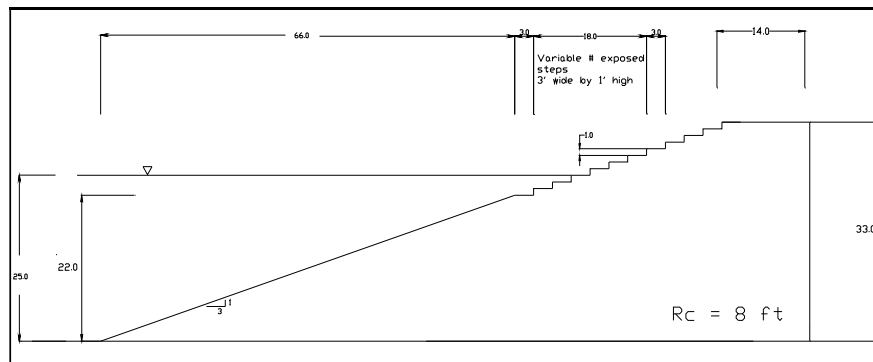 66.0
3.0
18.0
3.0
14.0
Variable # exposed
steps
3' wide by 1' high
1.0
33.0
25.0
22.0
1
3
Rc = 8 ft